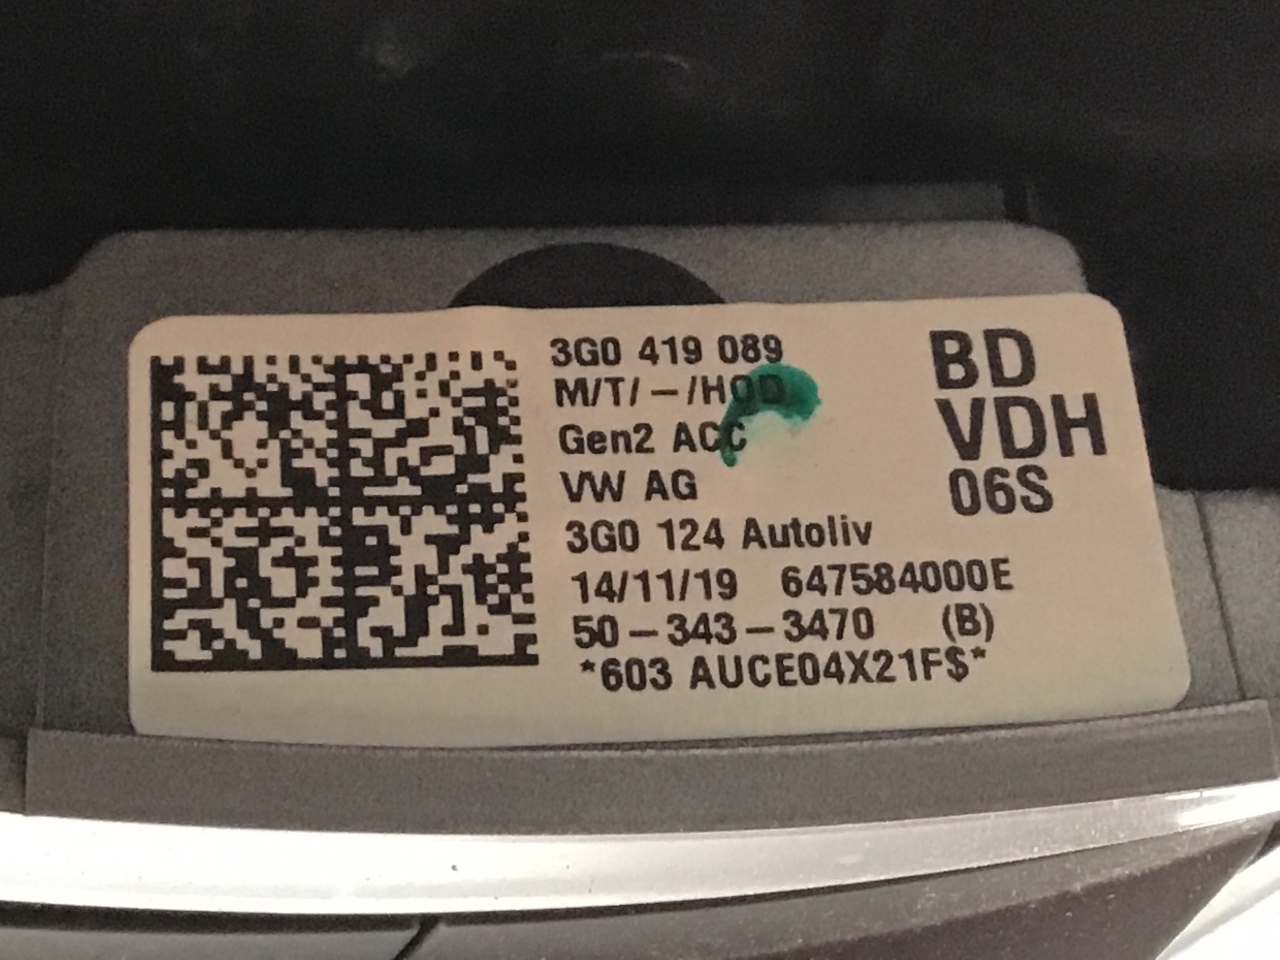 3G0 419 089
BD
M/T/-/HOD
VDH
Gen2 ACC
06S
VW AG
3G0 124 Autoliv
14/11/19 647584000E
50-343-3470 (B)
*603 AUCE04X21F$*